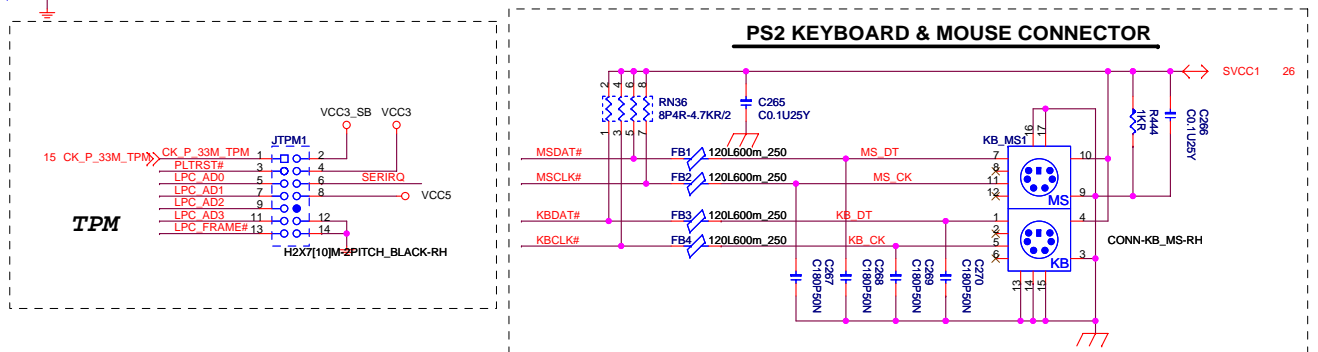 PS2 KEYBOARD & MOUSE CONNECTOR
SVCC1 26
2 4 6 8
RN36
8P4R-4.7KR/2
1 3 5 7
C265
C0.1U25Y
R444
1KR
C266
C0.1U25Y
VCC3_SB VCC3
JTPM1
15 CK_P_33M_TPM CK_P_33M_TPM 1 2
PLTRST# 3 4
LPC_AD0 5 6 SERIRQ
LPC_AD1 7 8 VCC5
LPC_AD2 9
LPC_AD3 11 12
LPC_FRAME# 13 14
TPM
H2X7[10]M-2PITCH_BLACK-RH
KB_MS1
16 17
MSDAT# FB1 120L600m_250 MS_DT 7 10
8
MSCLK# FB2 120L600m_250 MS_CK 11 9
12
MS
KBDAT# FB3 120L600m_250 KB_DT 1 4
2
KBCLK# FB4 120L600m_250 KB_CK 5 3
6
KB
CONN-KB_MS-RH
C267
C180P50N
C268
C180P50N
C269
C180P50N
C270
C180P50N
13 14 15